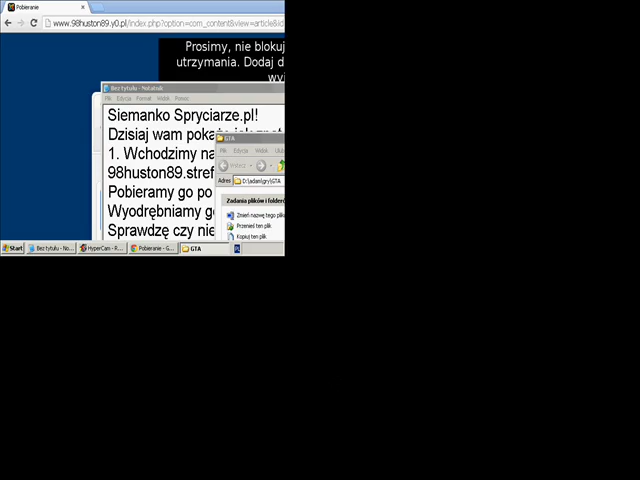 Pobieranie
www.98huston89.y0.pl/index.php?option=com_content&view=article&id
Prosimy, nie blokuj
utrzymania. Dodaj d
Bez tytułu - Notatnik
Plik Edycja Format Widok Pomoc
Siemanko Spryciarze.pl!
Dzisiaj wam
1. Wchodzimy na
98huston89.stref
Pobieramy go po
Wyodrębniamy go
Sprawdzę czy nie
GTA
Plik Edycja Widok
Wstecz
Adres D:\adam\gry\GTA
Zadania plików i folderó
Zmień nazwę tego pliku
Przenieś ten plik
Kopiuj ten plik
Start Bez tytułu - No... HyperCam - R... Pobieranie - G... GTA